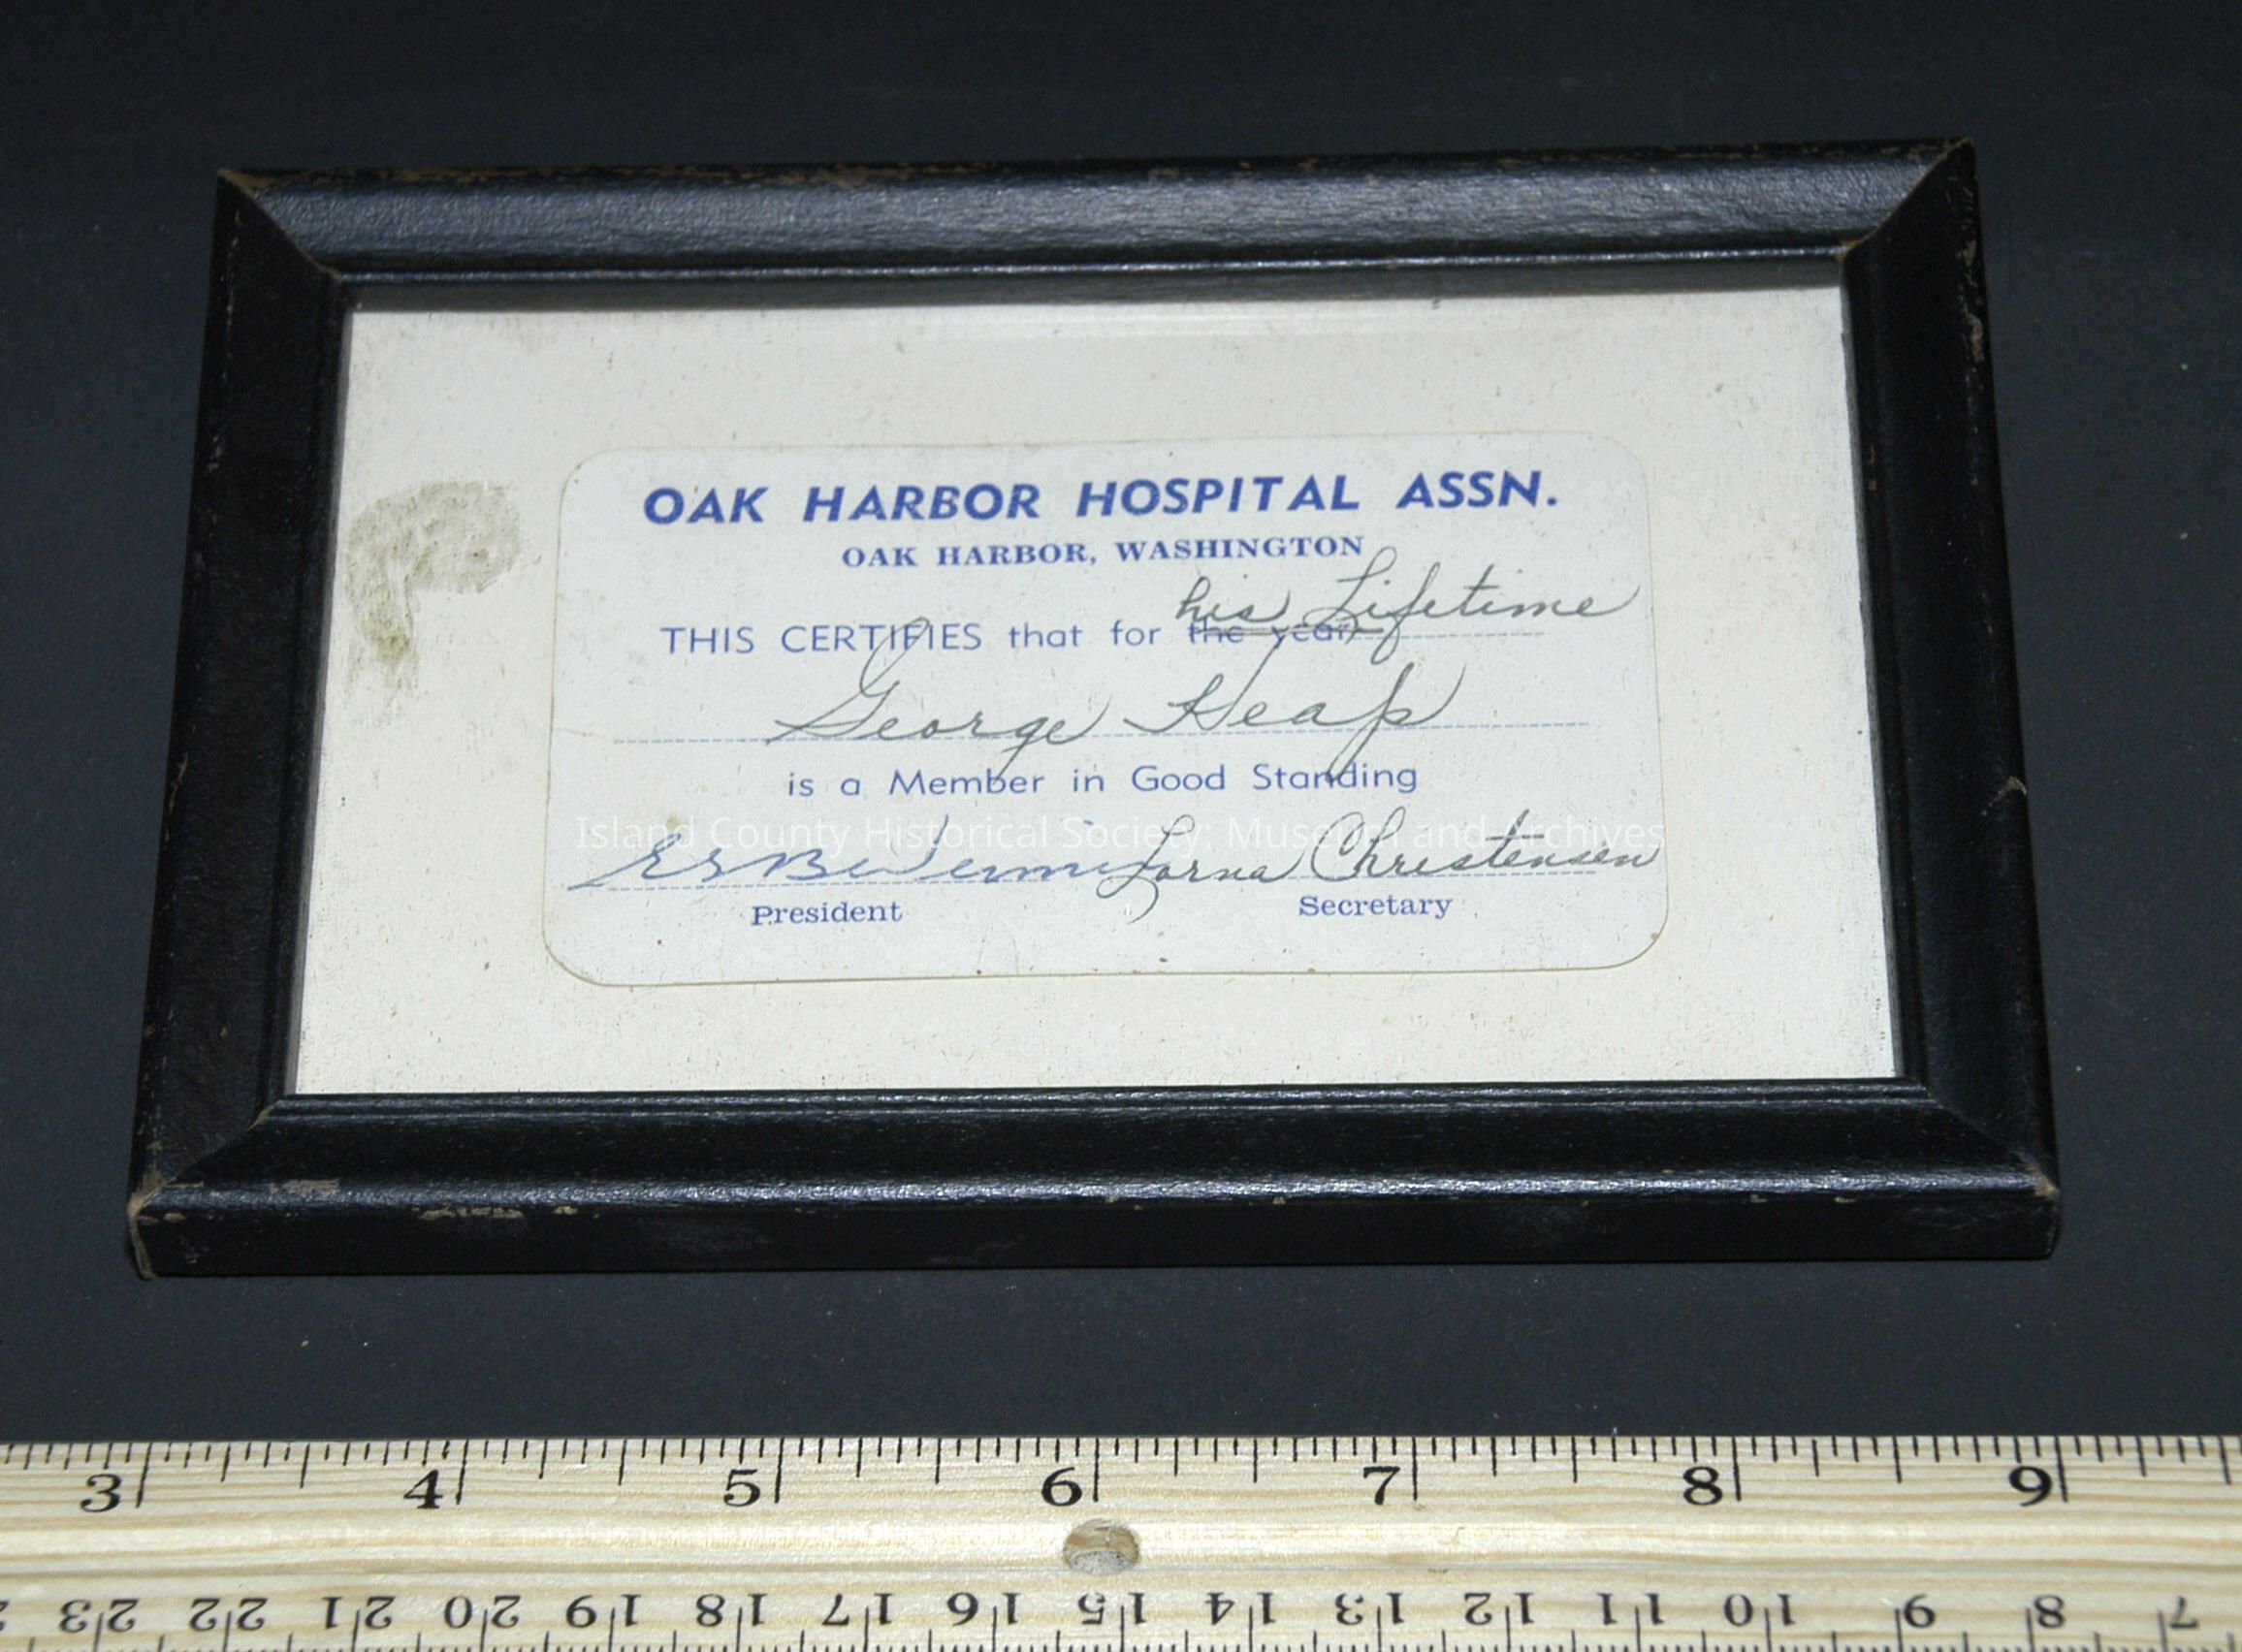 OAK HARBOR HOSPITAL ASSN.
OAK HARBOR, WASHINGTON
his Lifetime
THIS CERTIFIES that for the year
George Heap
is a Member in Good Standing
Island County Historical Society: Museum and Archives
Lorna Christensen
President Secretary
3 4 5 6 7 8 9
23 22 21 20 19 18 17 16 15 14 13 12 11 10 9 8 7